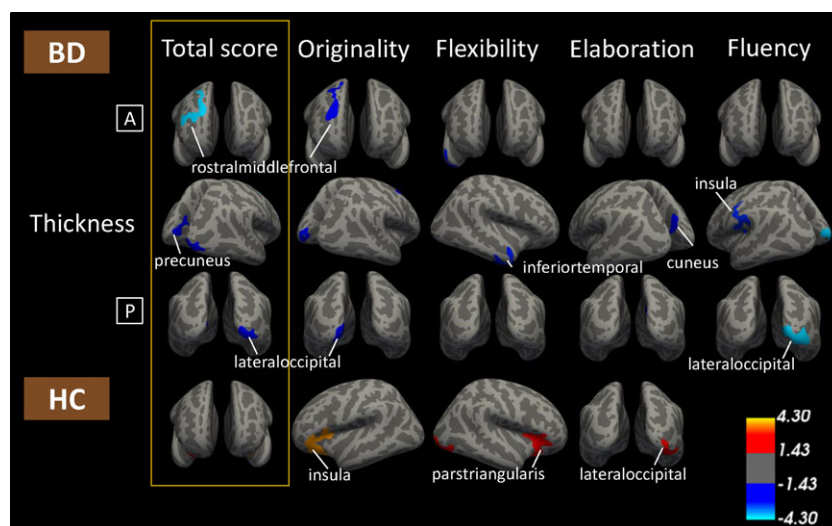 BD
Total score
Originality
Flexibility
Elaboration
Fluency
A
rostralmiddlefrontal
insula
Thickness
precuneus
inferiortemporal
cuneus
P
lateraloccipital
lateraloccipital
HC
insula
parstriangularis
lateraloccipital
4.30
1.43
-1.43
-4.30